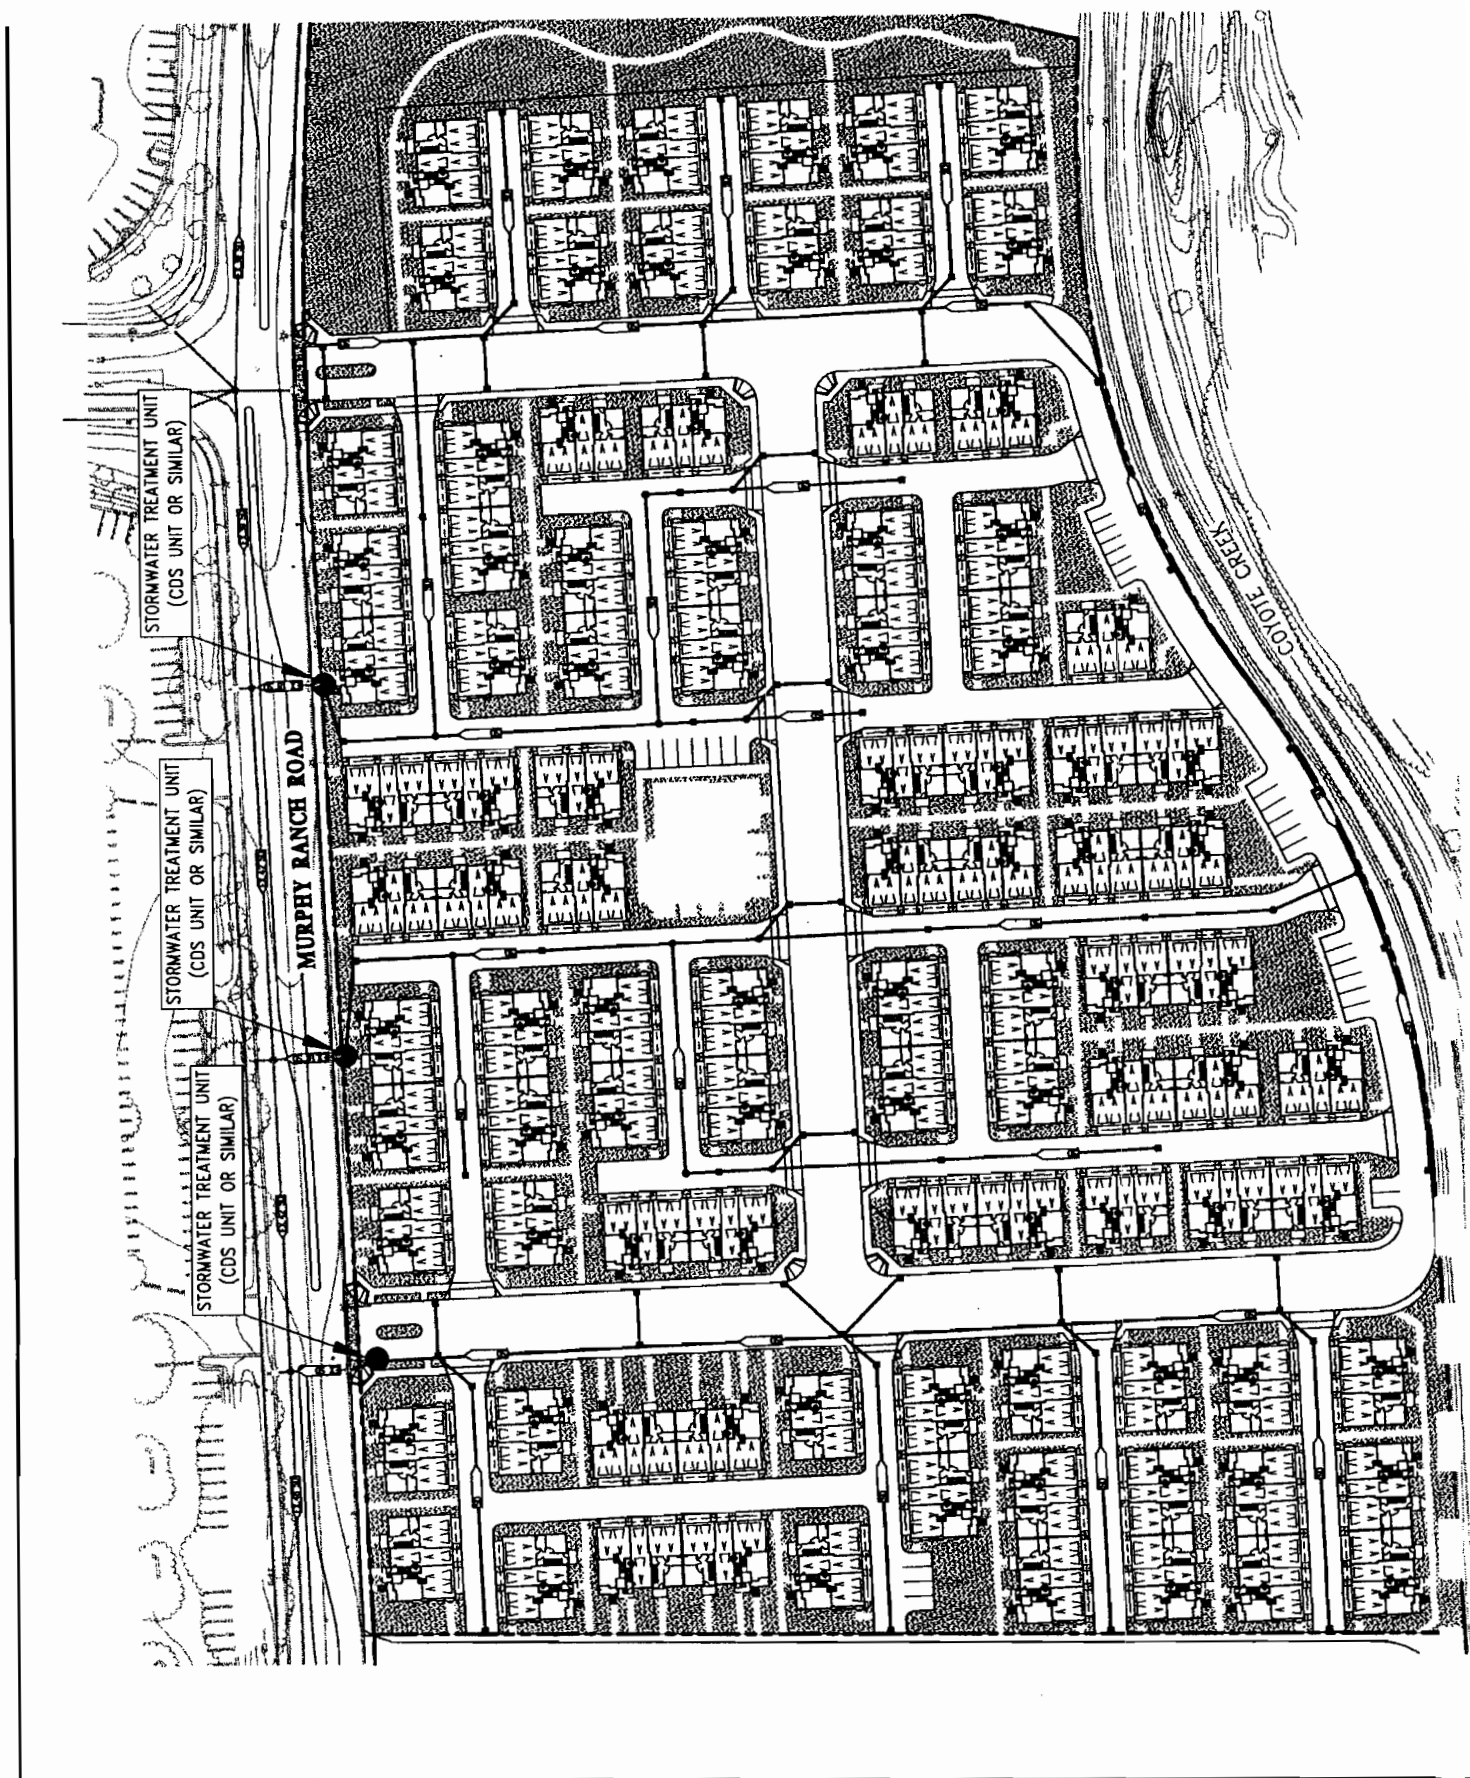 STORMWATER TREATMENT UNIT
(CDS UNIT OR SIMILAR)
STORMWATER TREATMENT UNIT
(CDS UNIT OR SIMILAR)
STORMWATER TREATMENT UNIT
(CDS UNIT OR SIMILAR)
MURPHY RANCH ROAD
COYOTE CREEK